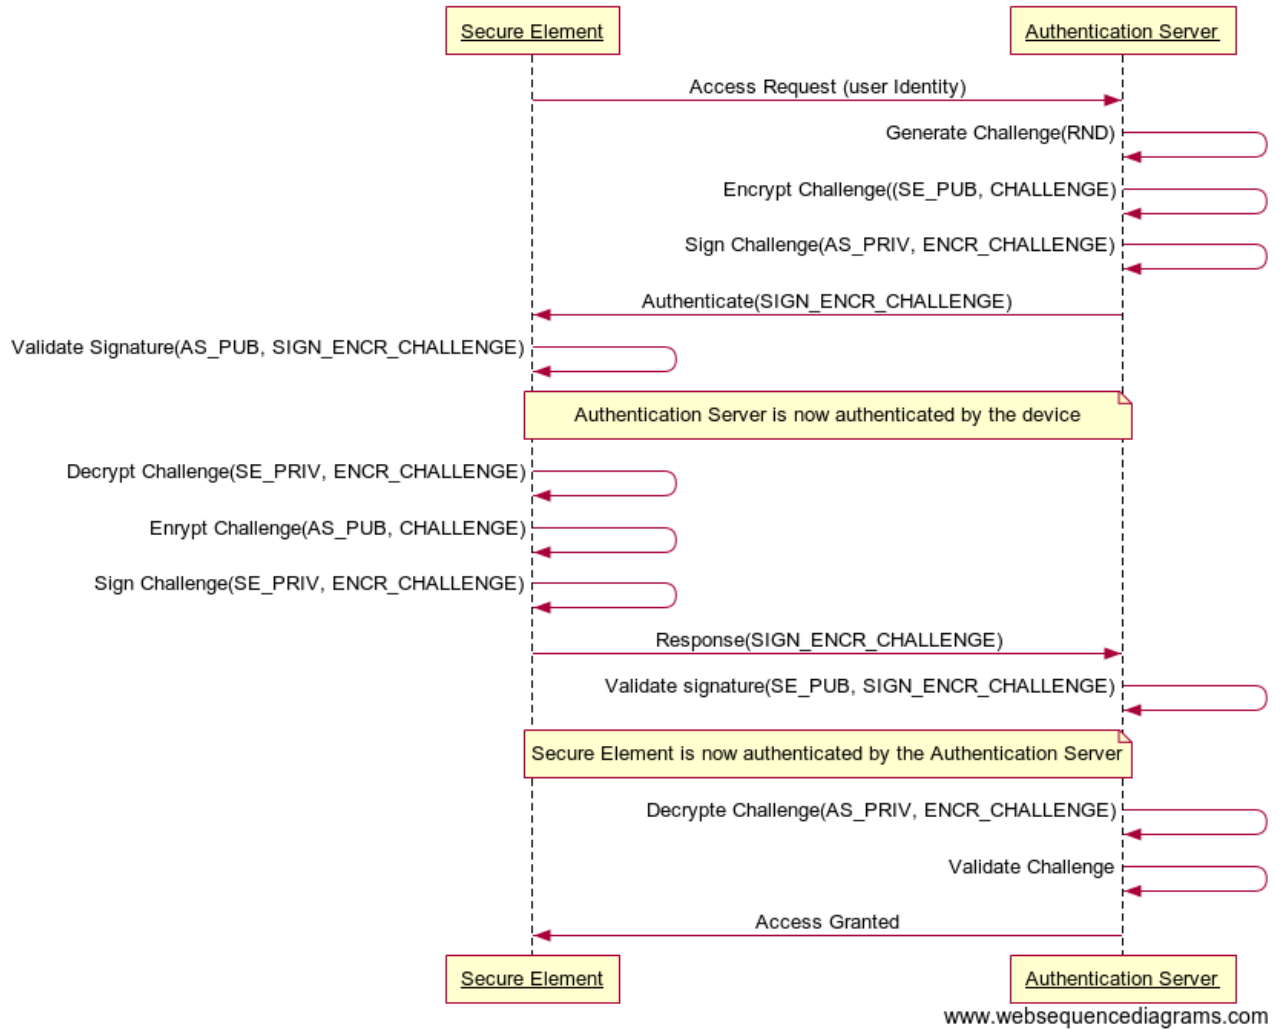 Secure Element
Authentication Server
Access Request (user Identity)
Generate Challenge(RND)
Encrypt Challenge((SE_PUB, CHALLENGE)
Sign Challenge(AS_PRIV, ENCR_CHALLENGE)
Authenticate(SIGN_ENCR_CHALLENGE)
Validate Signature(AS_PUB, SIGN_ENCR_CHALLENGE)
Authentication Server is now authenticated by the device
Decrypt Challenge(SE_PRIV, ENCR_CHALLENGE)
Enrypt Challenge(AS_PUB, CHALLENGE)
Sign Challenge(SE_PRIV, ENCR_CHALLENGE)
Response(SIGN_ENCR_CHALLENGE)
Validate signature(SE_PUB, SIGN_ENCR_CHALLENGE)
Secure Element is now authenticated by the Authentication Server
Decrypte Challenge(AS_PRIV, ENCR_CHALLENGE)
Validate Challenge
Access Granted
Secure Element
Authentication Server
www.websequencediagrams.com